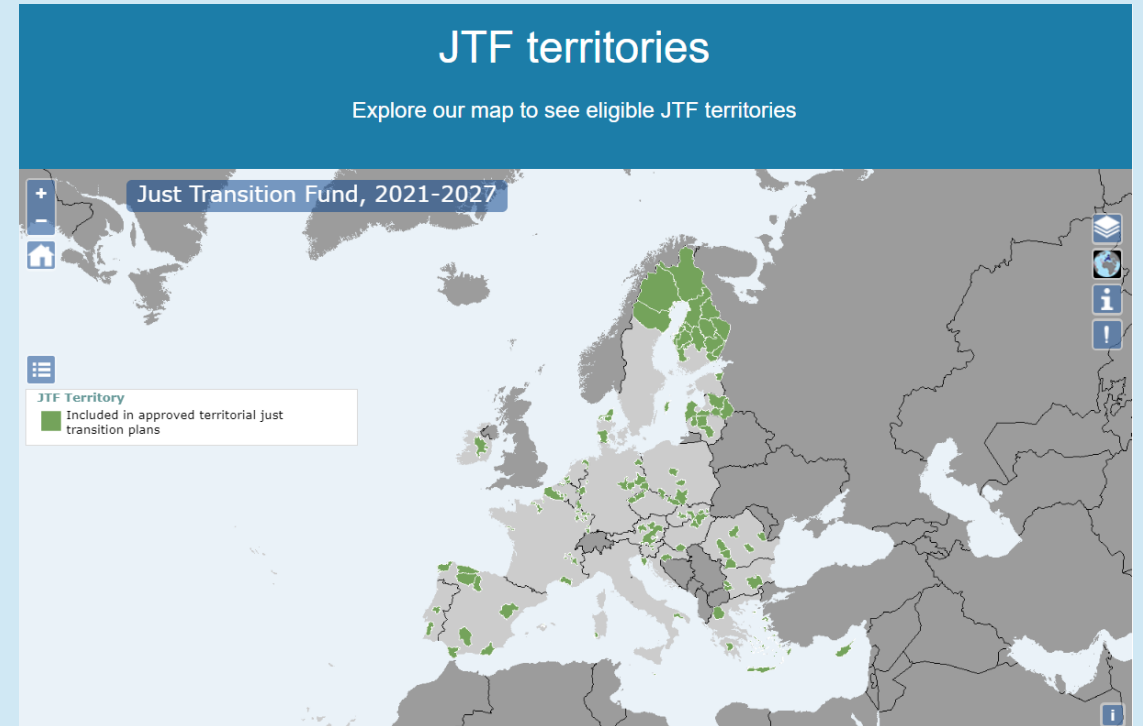 JTF territories
Explore our map to see eligible JTF territories
+
Just Transition Fund, 2021-2027
−
i
!
JTF Territory
Included in approved territorial just
transition plans
i